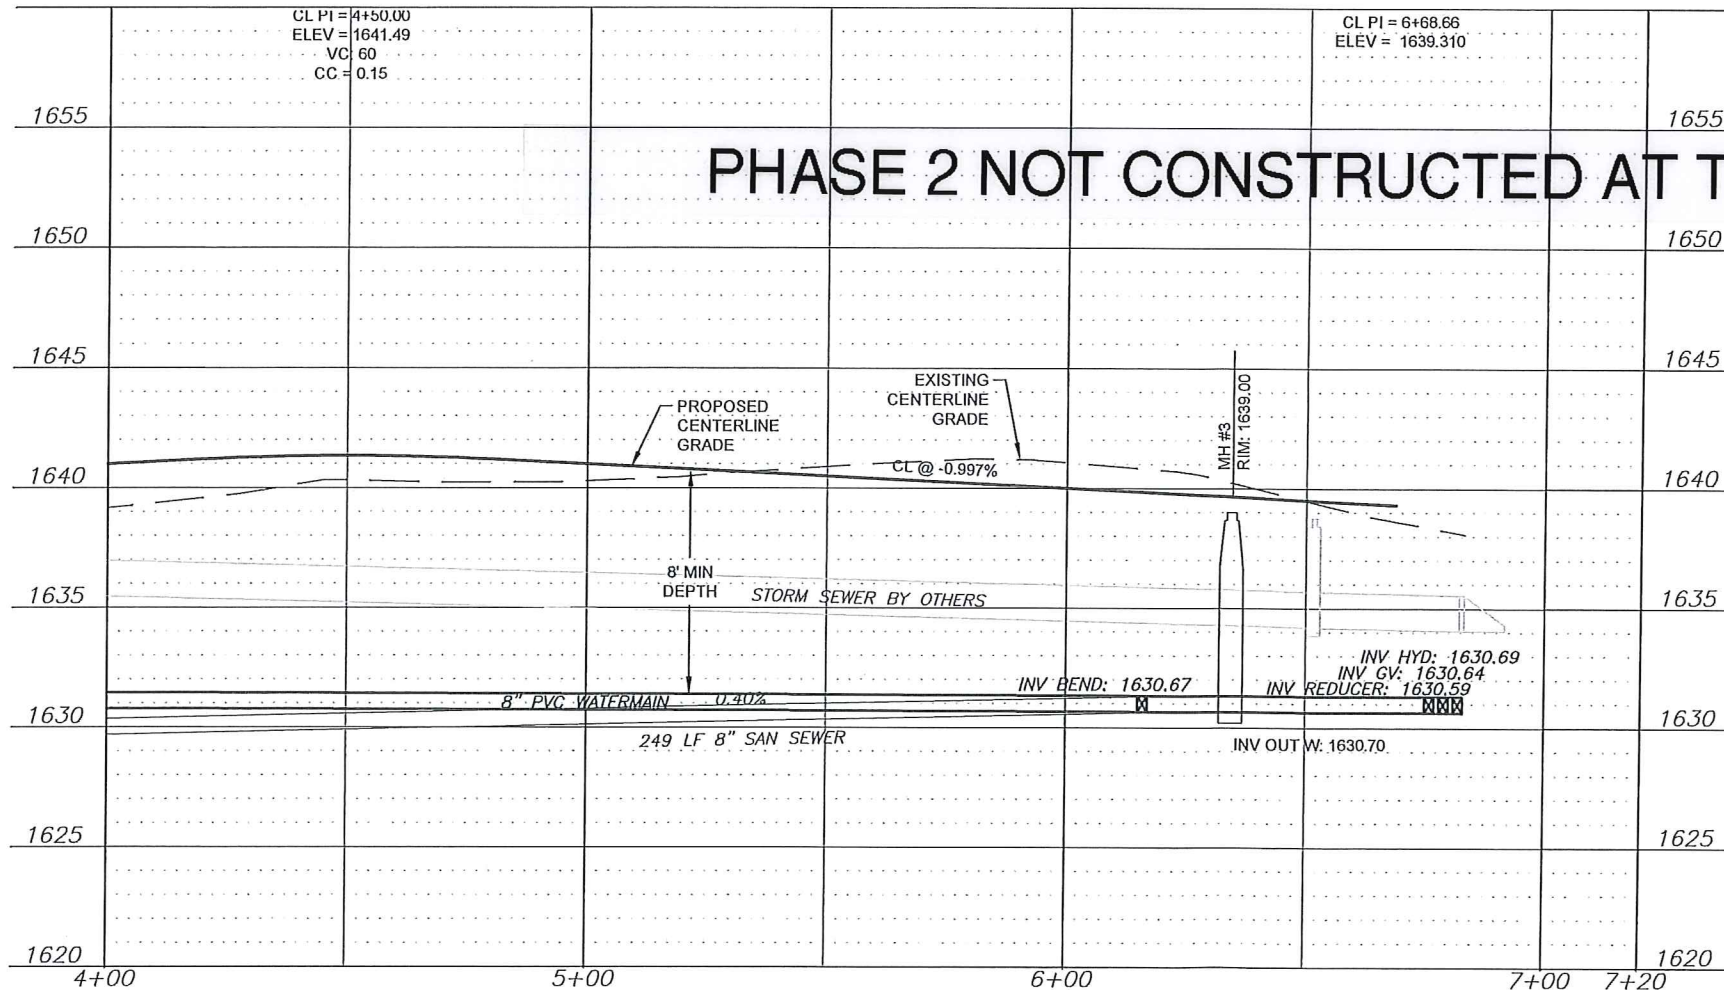 CL PI = 4+50.00
ELEV = 1641.49
VC 60
CC = 0.15
CL PI = 6+68.66
ELEV = 1639.310
1655
1655
PHASE 2 NOT CONSTRUCTED AT T
1650
1650
1645
1645
EXISTING
CENTERLINE
GRADE
PROPOSED
CENTERLINE
GRADE
MH #3
RIM: 1639.00
CL @ -0.997%
1640
1640
8' MIN
DEPTH
STORM SEWER BY OTHERS
1635
1635
INV HYD: 1630.69
INV GV: 1630.64
INV REDUCER: 1630.59
INV BEND: 1630.67
8" PVC WATERMAIN 0.40%
1630
1630
249 LF 8" SAN SEWER
INV OUT W: 1630.70
1625
1625
1620
1620
4+00
5+00
6+00
7+00
7+20